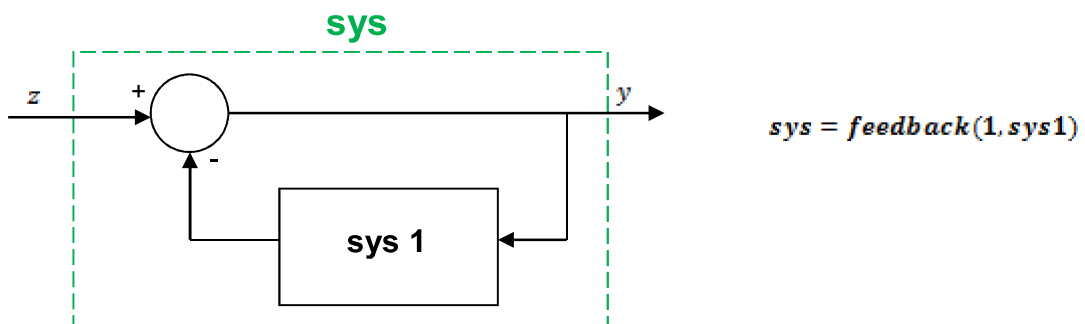 sys
z
+
y
sys = feedback(1, sys1)
-
sys 1